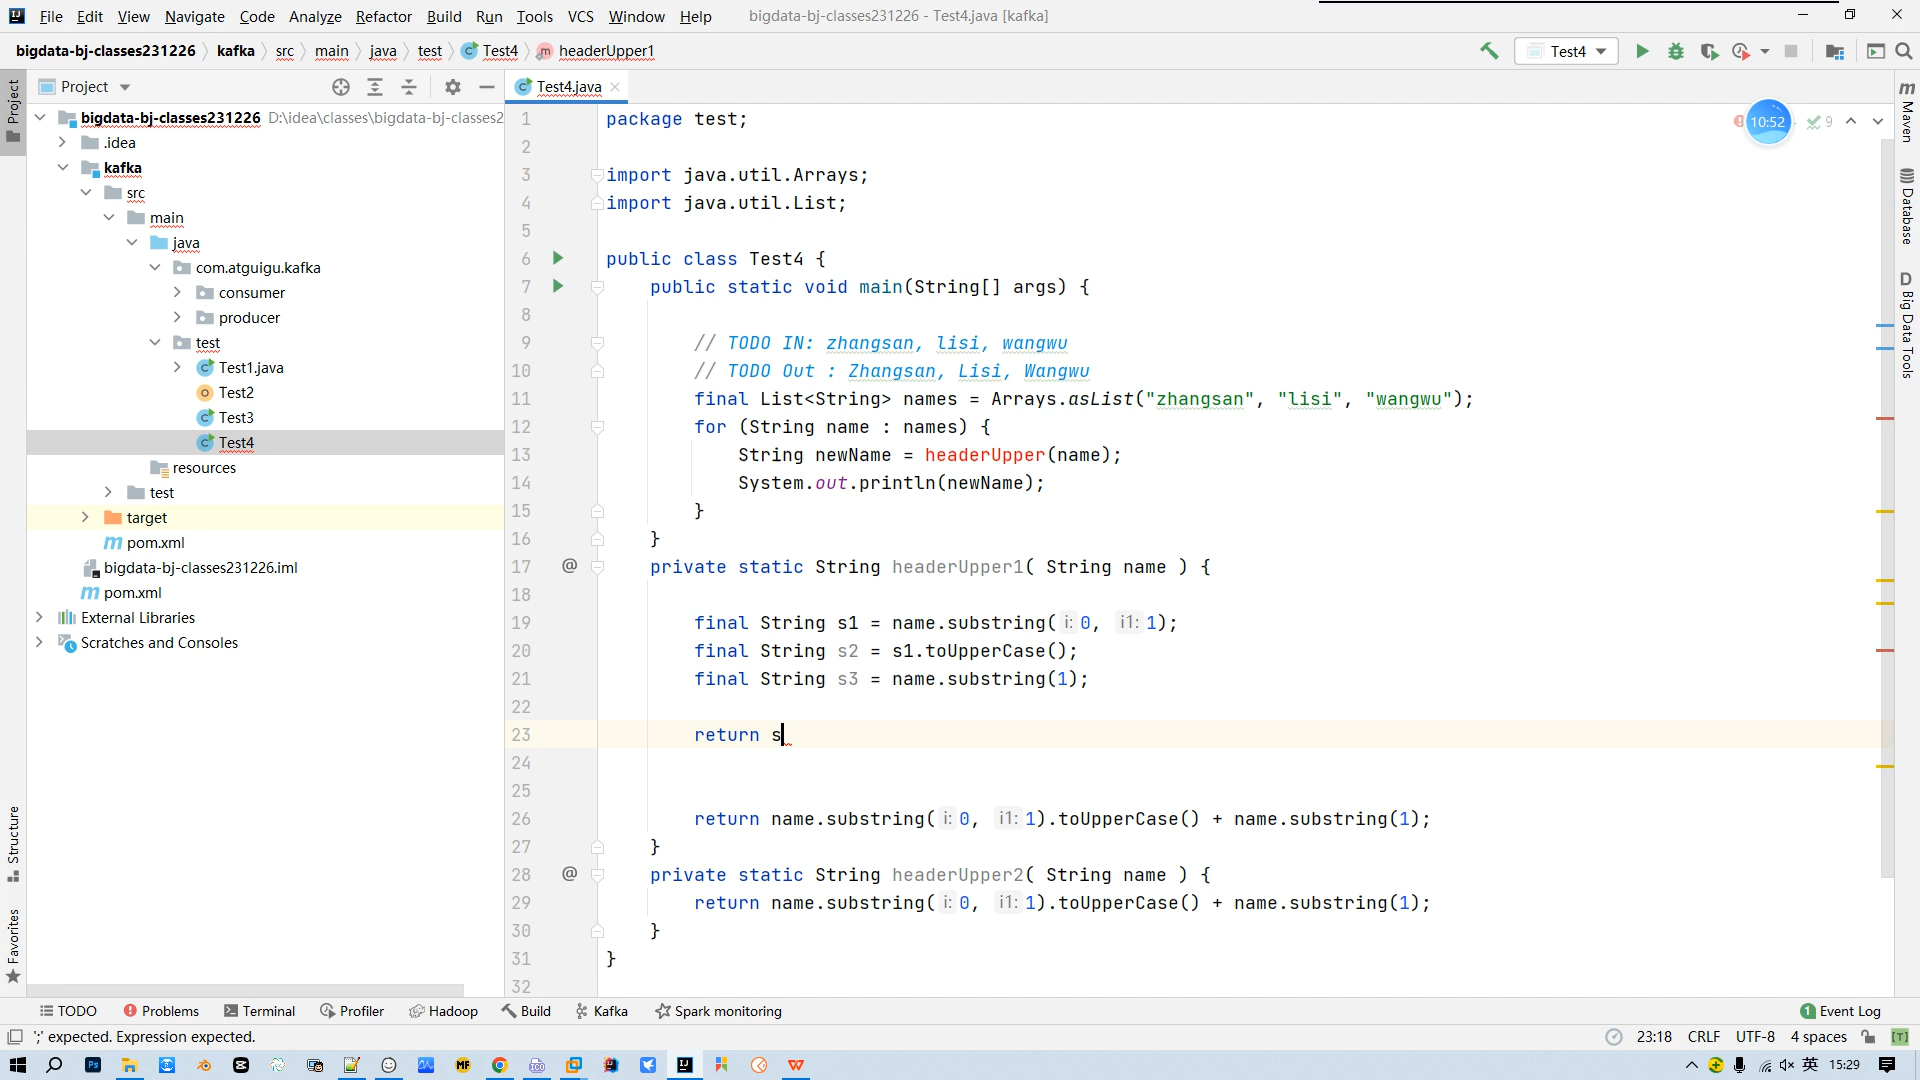 File Edit View Navigate Code Analyze Refactor Build Run Tools VCS Window Help bigdata-bj-classes231226 - Test4.java [kafka]
bigdata-bj-classes231226 kafka src main java test Test4 headerUpper1
Test4
Project
Test4.java
Project
bigdata-bj-classes231226 D:\idea\classes\bigdata-bj-classes2
.idea
kafka
src
main
java
com.atguigu.kafka
consumer
producer
test
Test1.java
Test2
Test3
Test4
resources
test
target
pom.xml
bigdata-bj-classes231226.iml
pom.xml
External Libraries
Scratches and Consoles
Structure
Favorites
10:52
9
1 package test;
2
3 import java.util.Arrays;
4 import java.util.List;
5
6 public class Test4 {
7 public static void main(String[] args) {
8
9 // TODO IN: zhangsan, lisi, wangwu
10 // TODO Out : Zhangsan, Lisi, Wangwu
11 final List<String> names = Arrays.asList("zhangsan", "lisi", "wangwu");
12 for (String name : names) {
13 String newName = headerUpper(name);
14 System.out.println(newName);
15 }
16 }
17 @ private static String headerUpper1( String name ) {
18
19 final String s1 = name.substring( i: 0, i1: 1);
20 final String s2 = s1.toUpperCase();
21 final String s3 = name.substring(1);
22
23 return s
24
25
26 return name.substring( i: 0, i1: 1).toUpperCase() + name.substring(1);
27 }
28 @ private static String headerUpper2( String name ) {
29 return name.substring( i: 0, i1: 1).toUpperCase() + name.substring(1);
30 }
31 }
32
Maven
Database
Big Data Tools
TODO Problems Terminal Profiler Hadoop Build Kafka Spark monitoring 1 Event Log
';' expected. Expression expected. 23:18 CRLF UTF-8 4 spaces
英 15:29